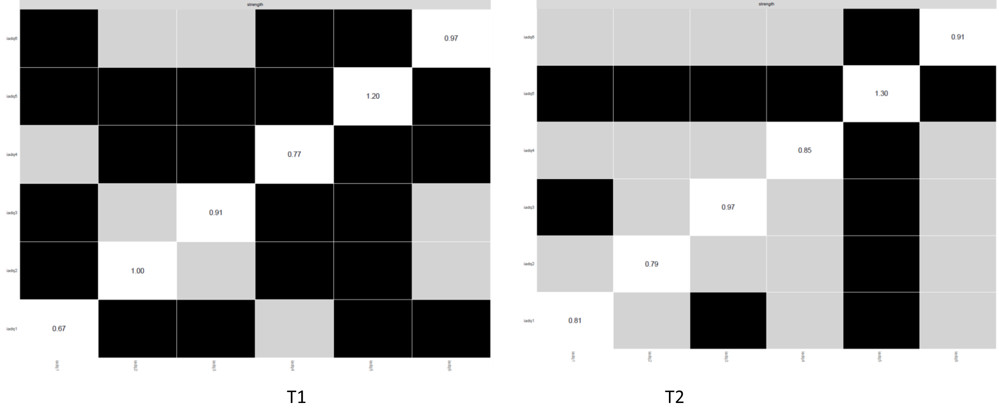 strength
iadq6
0.97
iadq5
1.20
iadq4
0.77
iadq3
0.91
iadq2
1.00
iadq1
0.67
iadq1 iadq2 iadq3 iadq4 iadq5 iadq6
T1
strength
iadq6
0.91
iadq5
1.30
iadq4
0.85
iadq3
0.97
iadq2
0.79
iadq1
0.81
iadq1 iadq2 iadq3 iadq4 iadq5 iadq6
T2